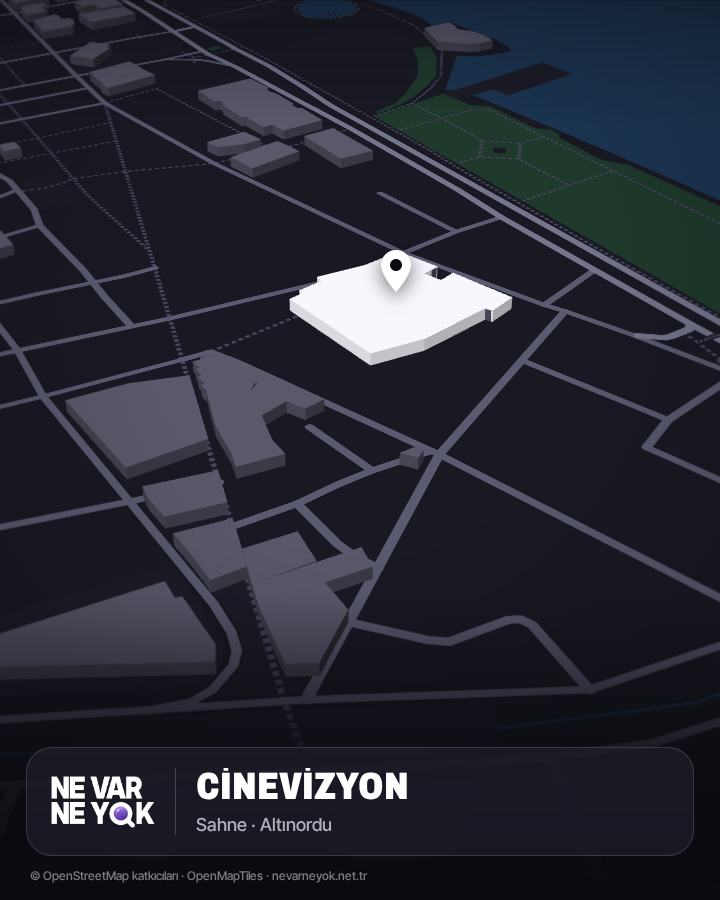 NE VAR
NE YOK
CİNEVİZYON
Sahne · Altınordu
© OpenStreetMap katkıcıları · OpenMapTiles · nevarneyok.net.tr